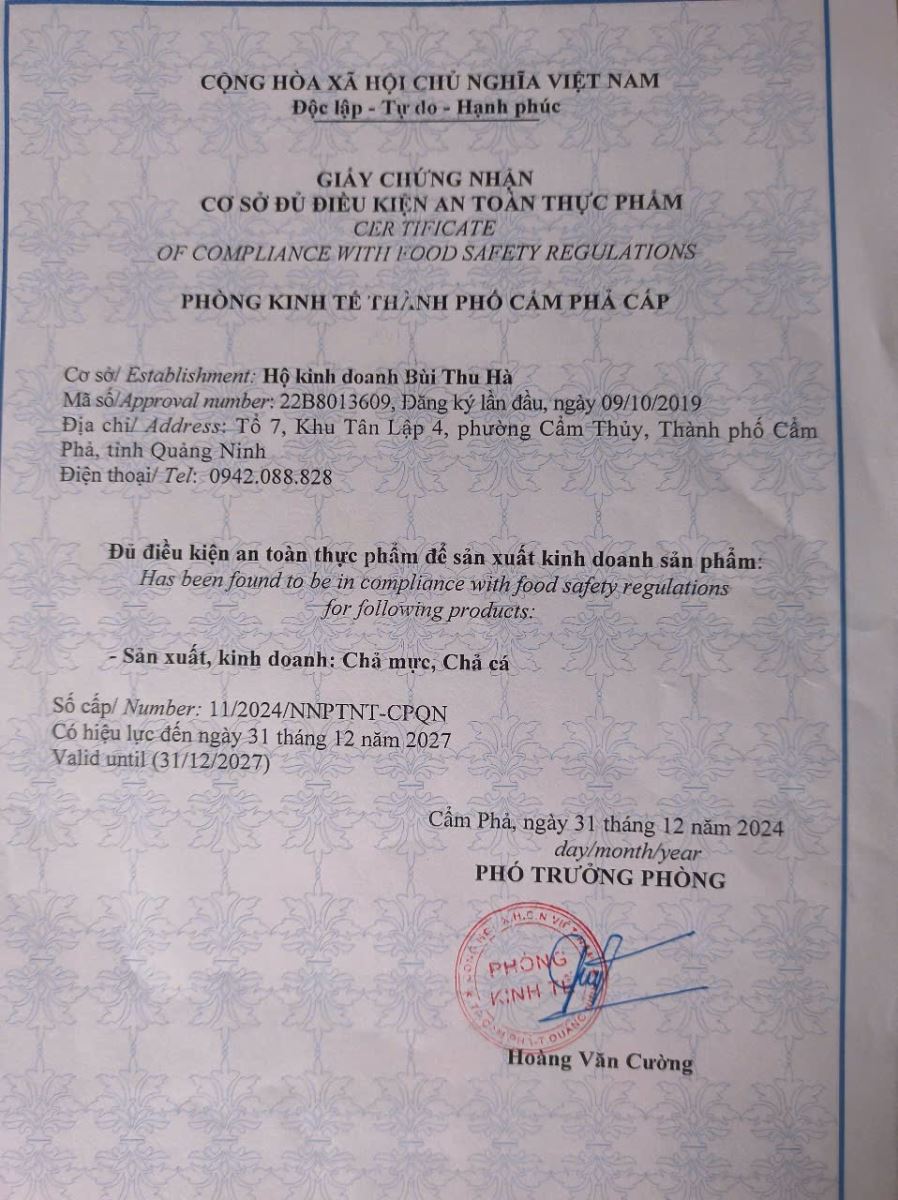 CỘNG HÒA XÃ HỘI CHỦ NGHĨA VIỆT NAM
Độc lập - Tự do - Hạnh phúc
GIẤY CHỨNG NHẬN
CƠ SỞ ĐỦ ĐIỀU KIỆN AN TOÀN THỰC PHẨM
CER TIFICATE
OF COMPLIANCE WITH FOOD SAFETY REGULATIONS
PHÒNG KINH TẾ THÀNH PHỐ CẨM PHẢ CẤP
Cơ sở/ Establishment: Hộ kinh doanh Bùi Thu Hà
Mã số/Approval number: 22B8013609, Đăng ký lần đầu, ngày 09/10/2019
Địa chỉ/ Address: Tổ 7, Khu Tân Lập 4, phường Cẩm Thủy, Thành phố Cẩm
Phả, tỉnh Quảng Ninh
Điện thoại/ Tel: 0942.088.828
Đủ điều kiện an toàn thực phẩm để sản xuất kinh doanh sản phẩm:
Has been found to be in compliance with food safety regulations
for following products:
- Sản xuất, kinh doanh: Chả mực, Chả cá
Số cấp/ Number: 11/2024/NNPTNT-CPQN
Có hiệu lực đến ngày 31 tháng 12 năm 2027
Valid until (31/12/2027)
Cẩm Phả, ngày 31 tháng 12 năm 2024
day/month/year
PHÓ TRƯỞNG PHÒNG
PHÒNG
KINH TẾ
Hoàng Văn Cường